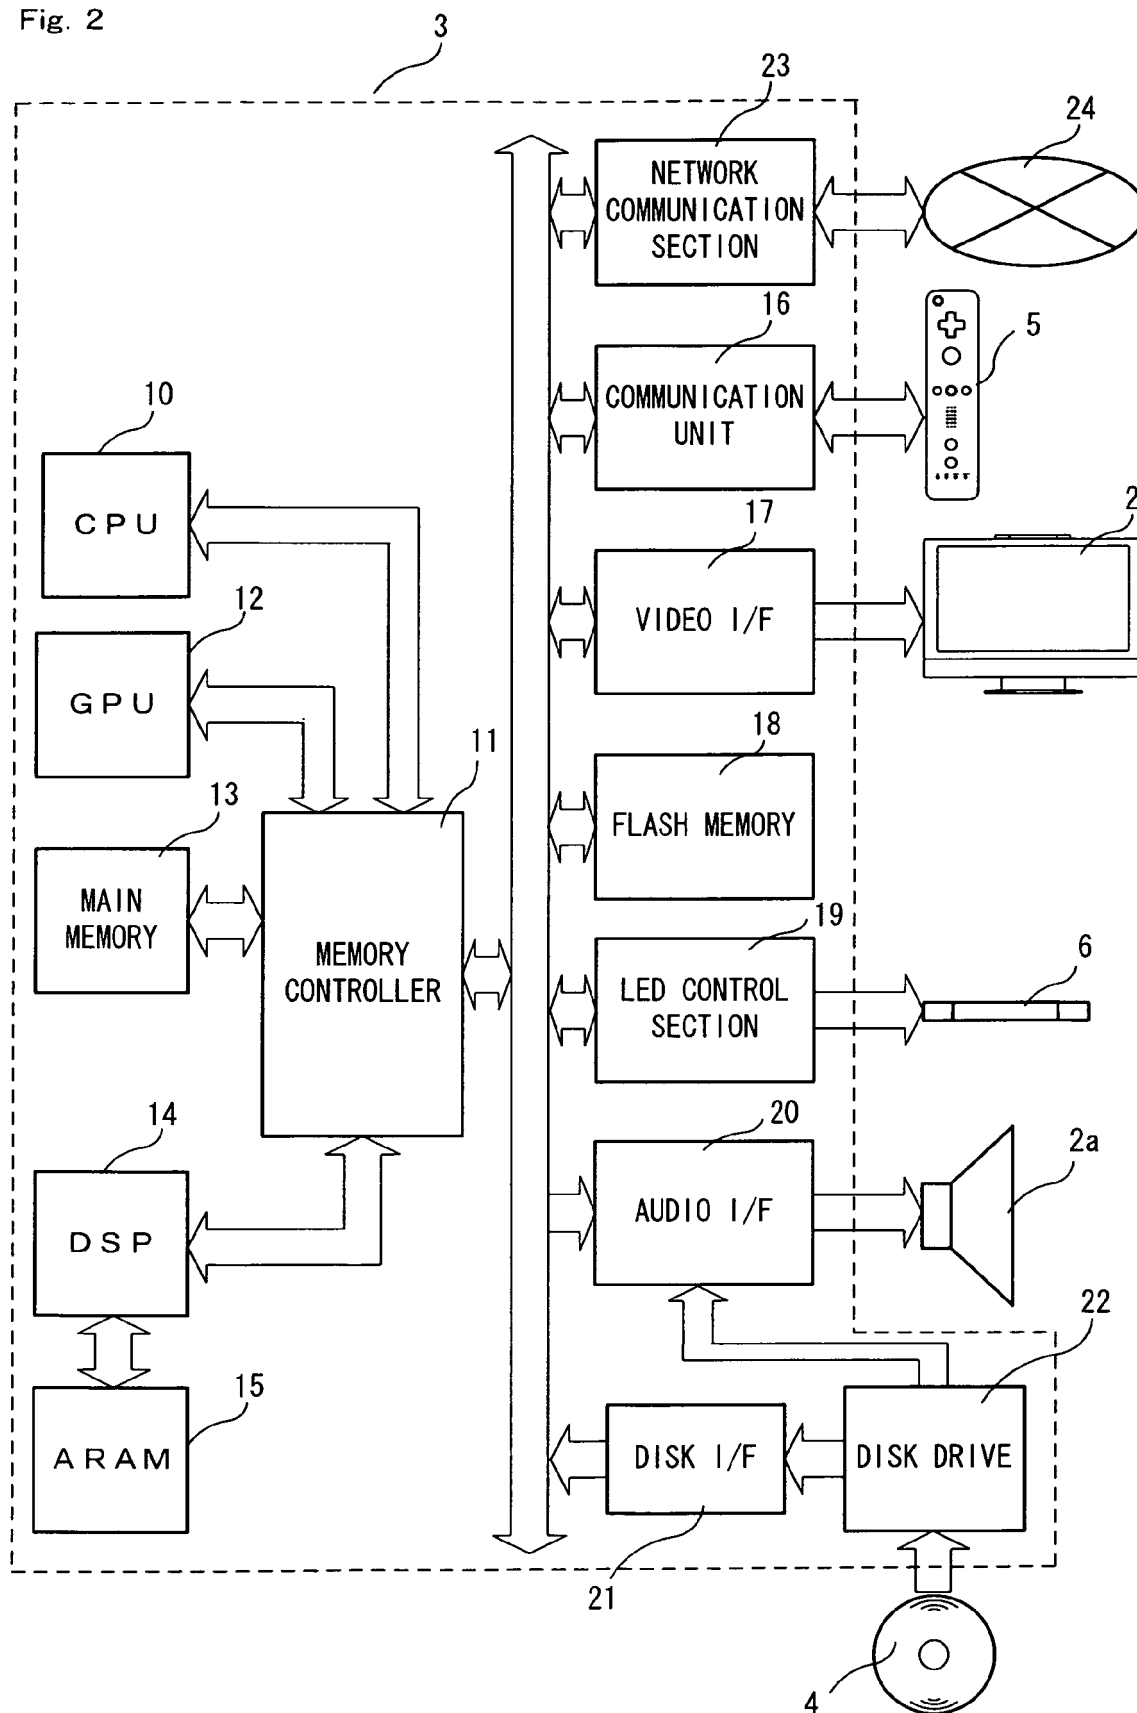 Fig. 2
3
23
24
NETWORK
COMMUNICATION
SECTION
16
5
COMMUNICATION
UNIT
10
CPU
17
2
VIDEO I/F
12
GPU
18
11
FLASH MEMORY
13
MAIN
MEMORY
MEMORY
CONTROLLER
19
6
LED CONTROL
SECTION
14
20
2a
DSP
AUDIO I/F
22
15
ARAM
DISK I/F
DISK DRIVE
21
4